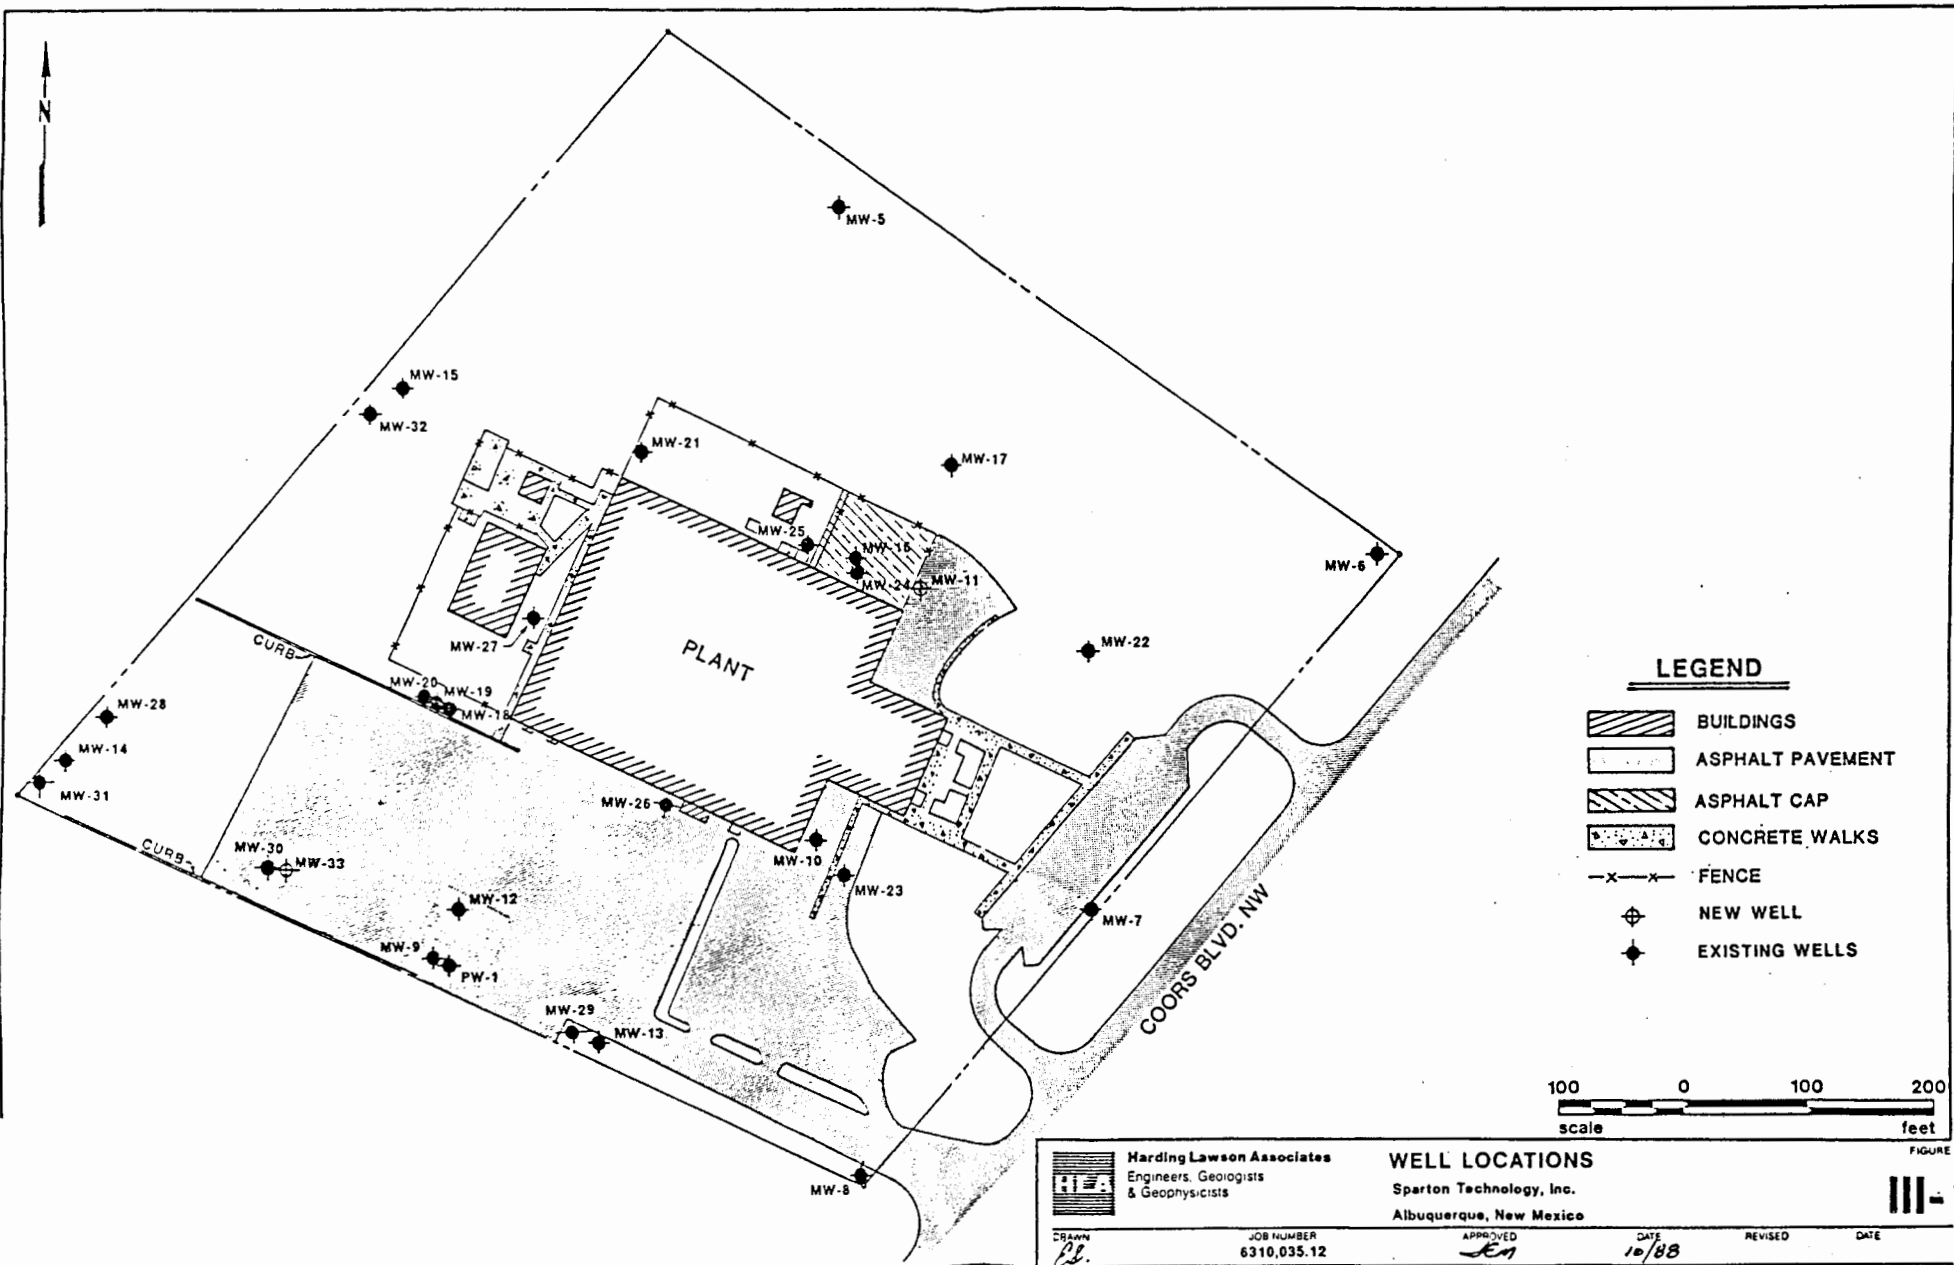 N
MW-5
MW-15
MW-32
MW-21
MW-17
MW-25
MW-16
MW-24
MW-11
MW-6
MW-27
PLANT
MW-22
CURB
MW-20
MW-19
MW-18
MW-28
MW-14
MW-31
MW-26
CURB
MW-30
MW-33
MW-10
MW-23
MW-12
MW-7
MW-9
PW-1
MW-29
MW-13
MW-8
COORS BLVD. NW
LEGEND
BUILDINGS
ASPHALT PAVEMENT
ASPHALT CAP
CONCRETE WALKS
FENCE
NEW WELL
EXISTING WELLS
100 0 100 200
scale feet
HLA
Harding Lawson Associates
Engineers, Geologists
& Geophysicists
WELL LOCATIONS
Sparton Technology, Inc.
Albuquerque, New Mexico
FIGURE
DRAWN
JOB NUMBER
6310,035.12
APPROVED
DATE
10/88
REVISED
DATE